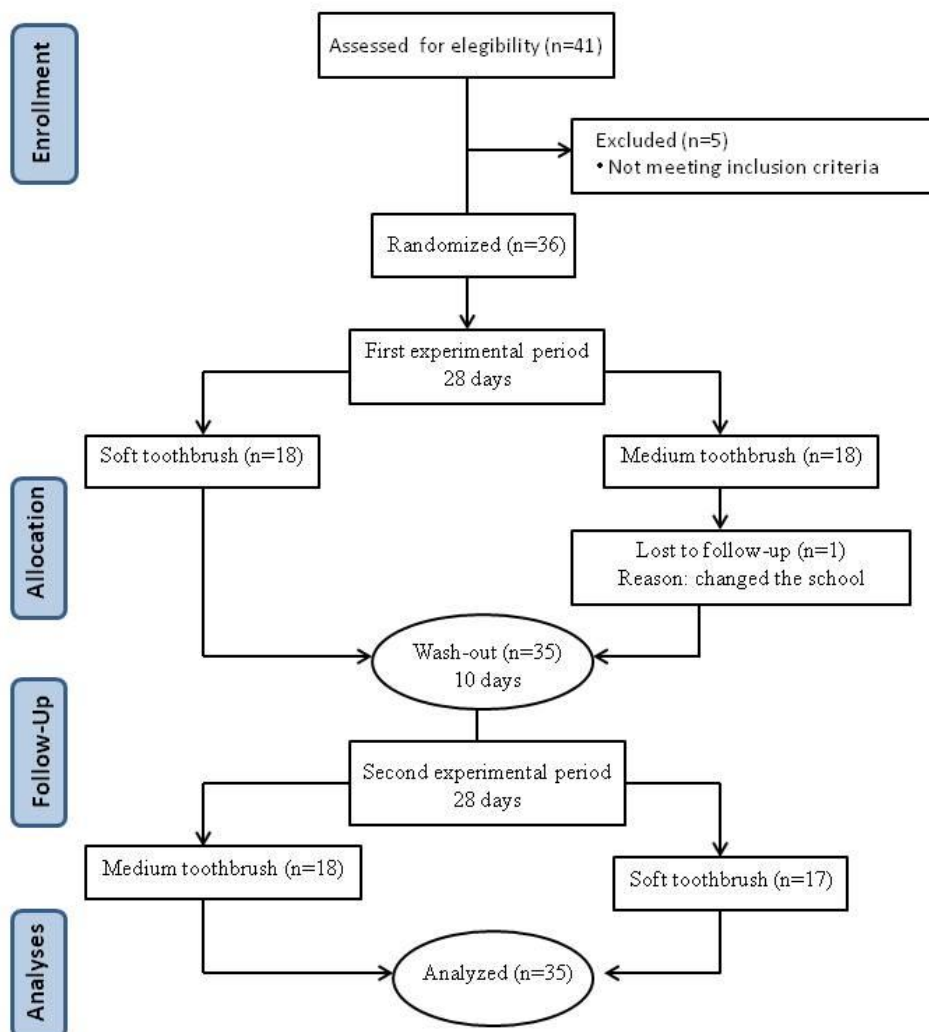 Enrollment
Assessed for elegibility (n=41)
Excluded (n=5)
• Not meeting inclusion criteria
Randomized (n=36)
First experimental period
28 days
Allocation
Soft toothbrush (n=18)
Medium toothbrush (n=18)
Lost to follow-up (n=1)
Reason: changed the school
Wash-out (n=35)
10 days
Follow-Up
Second experimental period
28 days
Medium toothbrush (n=18)
Soft toothbrush (n=17)
Analyses
Analyzed (n=35)